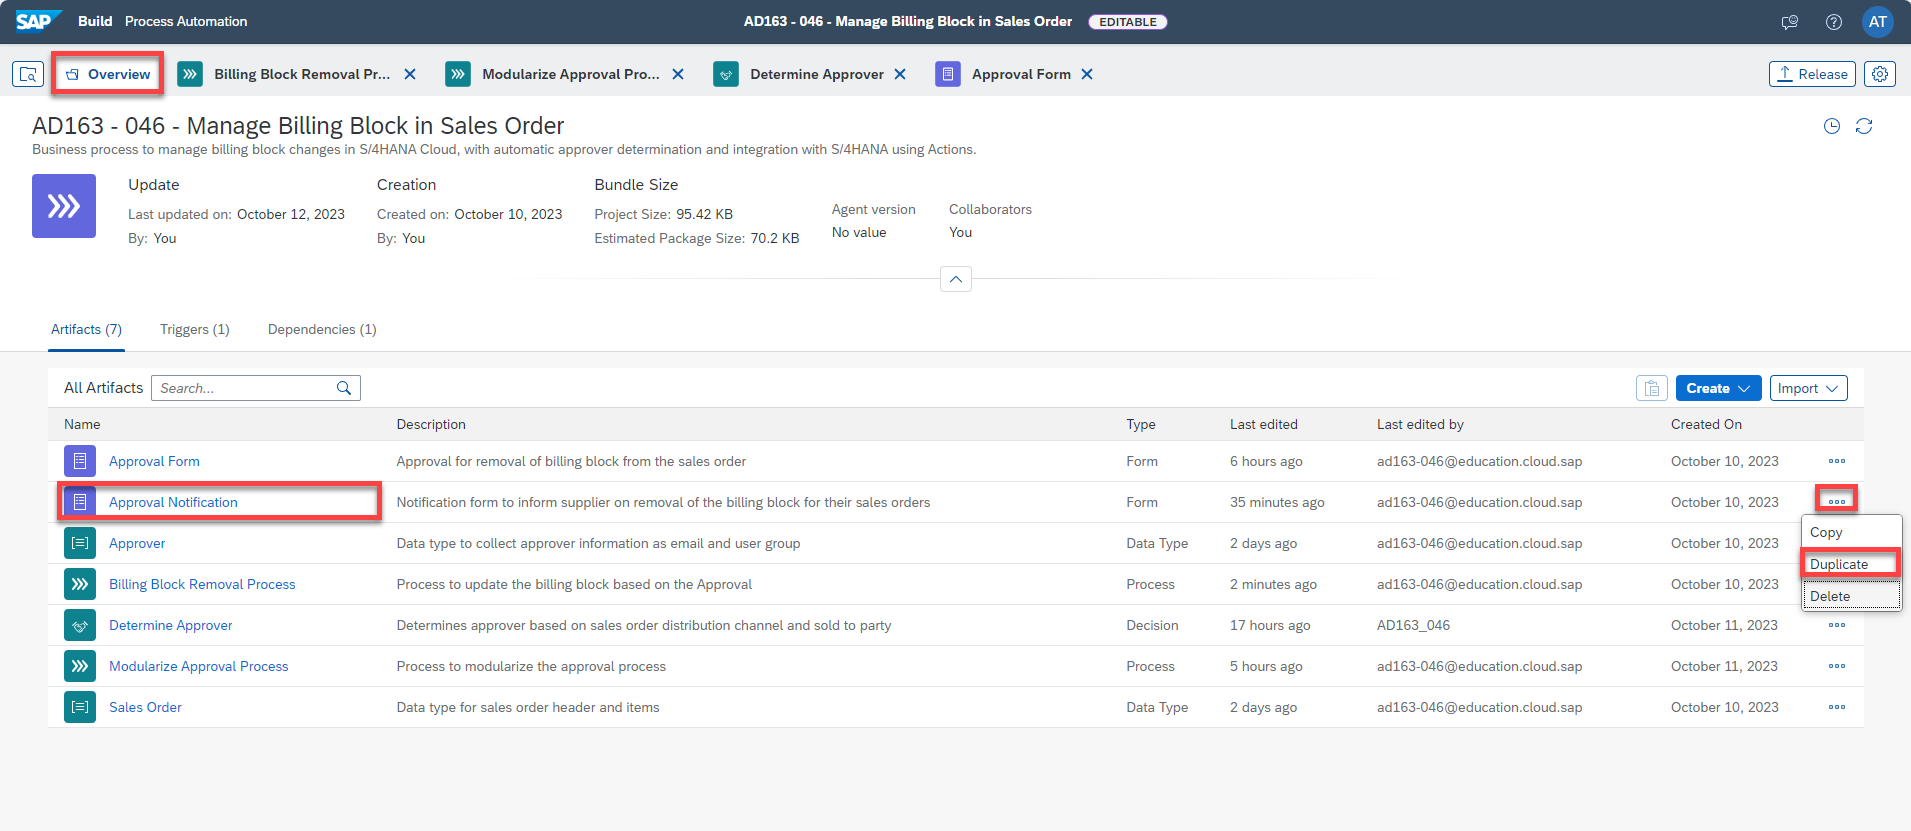 SAP Build Process Automation AD163 - 046 - Manage Billing Block in Sales Order EDITABLE AT
Overview Billing Block Removal Pr... Modularize Approval Pro... Determine Approver Approval Form Release
AD163 - 046 - Manage Billing Block in Sales Order
Business process to manage billing block changes in S/4HANA Cloud, with automatic approver determination and integration with S/4HANA using Actions.
Update Creation Bundle Size
Agent version Collaborators
Last updated on: October 12, 2023 Created on: October 10, 2023 Project Size: 95.42 KB
No value You
By: You By: You Estimated Package Size: 70.2 KB
Artifacts (7) Triggers (1) Dependencies (1)
All Artifacts Search... Create Import
Name Description Type Last edited Last edited by Created On
Approval Form Approval for removal of billing block from the sales order Form 6 hours ago ad163-046@education.cloud.sap October 10, 2023
Approval Notification Notification form to inform supplier on removal of the billing block for their sales orders Form 35 minutes ago ad163-046@education.cloud.sap October 10, 2023
Copy
Approver Data type to collect approver information as email and user group Data Type 2 days ago ad163-046@education.cloud.sap October 10, 2023
Duplicate
Billing Block Removal Process Process to update the billing block based on the Approval Process 2 minutes ago ad163-046@education.cloud.sap October 10, 2023
Delete
Determine Approver Determines approver based on sales order distribution channel and sold to party Decision 17 hours ago AD163_046 October 11, 2023
Modularize Approval Process Process to modularize the approval process Process 5 hours ago ad163-046@education.cloud.sap October 11, 2023
Sales Order Data type for sales order header and items Data Type 2 days ago ad163-046@education.cloud.sap October 10, 2023